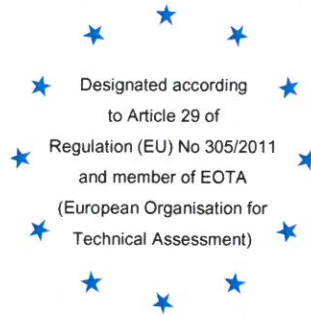 Designated according
to Article 29 of
Regulation (EU) No 305/2011
and member of EOTA
(European Organisation for
Technical Assessment)